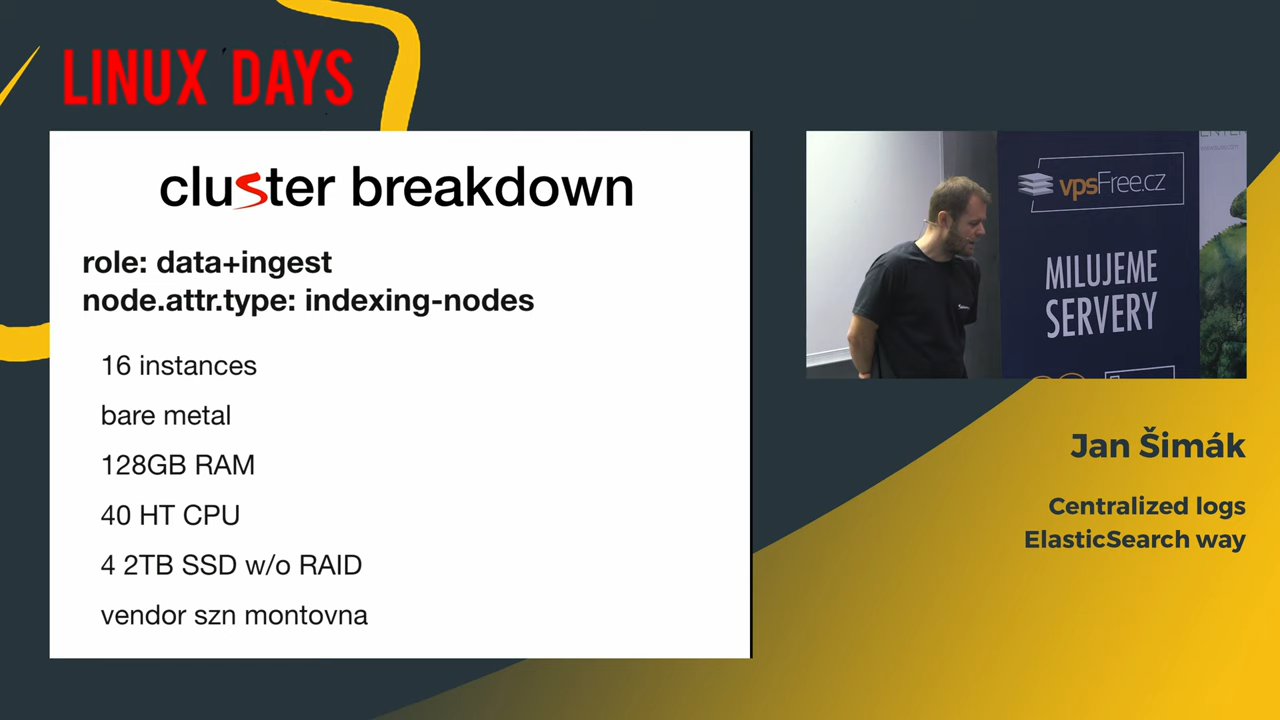 LINUX DAYS
cluster breakdown
role: data+ingest
node.attr.type: indexing-nodes
16 instances
bare metal
128GB RAM
40 HT CPU
4 2TB SSD w/o RAID
vendor szn montovna
vpsFree.cz
MILUJEME
SERVERY
Jan Šimák
Centralized logs
ElasticSearch way